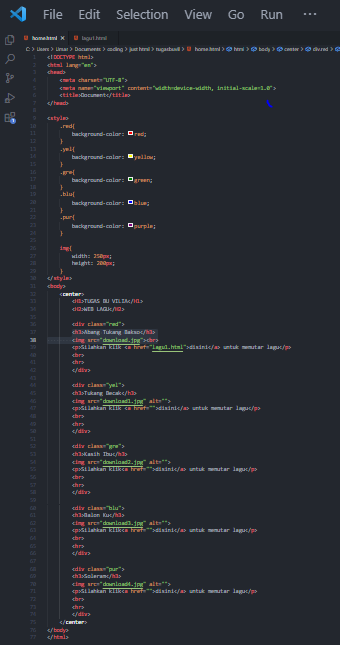 File Edit Selection View Go Run ...
home.html × lagu1.html
C: > Users > Umar > Documents > coding > just html > tugasbavili > home.html > html > body > center > div.red
1 <!DOCTYPE html>
2 <html lang="en">
3 <head>
4 <meta charset="UTF-8">
5 <meta name="viewport" content="width=device-width, initial-scale=1.0">
6 <title>Document</title>
7 </head>
8
9 <style>
10 .red{
11 background-color: red;
12 }
13 .yel{
14 background-color: yellow;
15 }
16 .gre{
17 background-color: green;
18 }
19 .blu{
20 background-color: blue;
21 }
22 .pur{
23 background-color: purple;
24 }
25
26 img{
27 width: 250px;
28 height: 200px;
29 }
30 </style>
31 <body>
32 <center>
33 <H1>TUGAS BU VILIA</H1>
34 <H2>WEB LAGU</H2>
35
36 <div class="red">
37 <h3>Abang Tukang Bakso</h3>
38 <img src="download.jpg"><br>
39 <p>Silahkan klik <a href="lagu1.html">disini</a> untuk memutar lagu</p>
40 <br>
41 <br>
42 </div>
43
44 <div class="yel">
45 <h3>Tukang Becak</h3>
46 <img src="download1.jpg" alt="">
47 <p>Silahkan klik <a href="">disini</a> untuk memutar lagu</p>
48 <br>
49 <br>
50 </div>
51
52 <div class="gre">
53 <h3>Kasih Ibu</h3>
54 <img src="download2.jpg" alt="">
55 <p>Silahkan klik<a href="">disini</a> untuk memutar lagu</p>
56 <br>
57 <br>
58 </div>
59
60 <div class="blu">
61 <h3>Balon Ku</h3>
62 <img src="download3.jpg" alt="">
63 <p>Silahkan klik<a href="">disini</a> untuk memutar lagu</p>
64 <br>
65 <br>
66 </div>
67
68 <div class="pur">
69 <h3>Soleram</h3>
70 <img src="download4.jpg" alt="">
71 <p>Silahkan klik<a href="">disini</a> untuk memutar lagu</p>
72 <br>
73 <br>
74 </div>
75 </center>
76 </body>
77 </html>